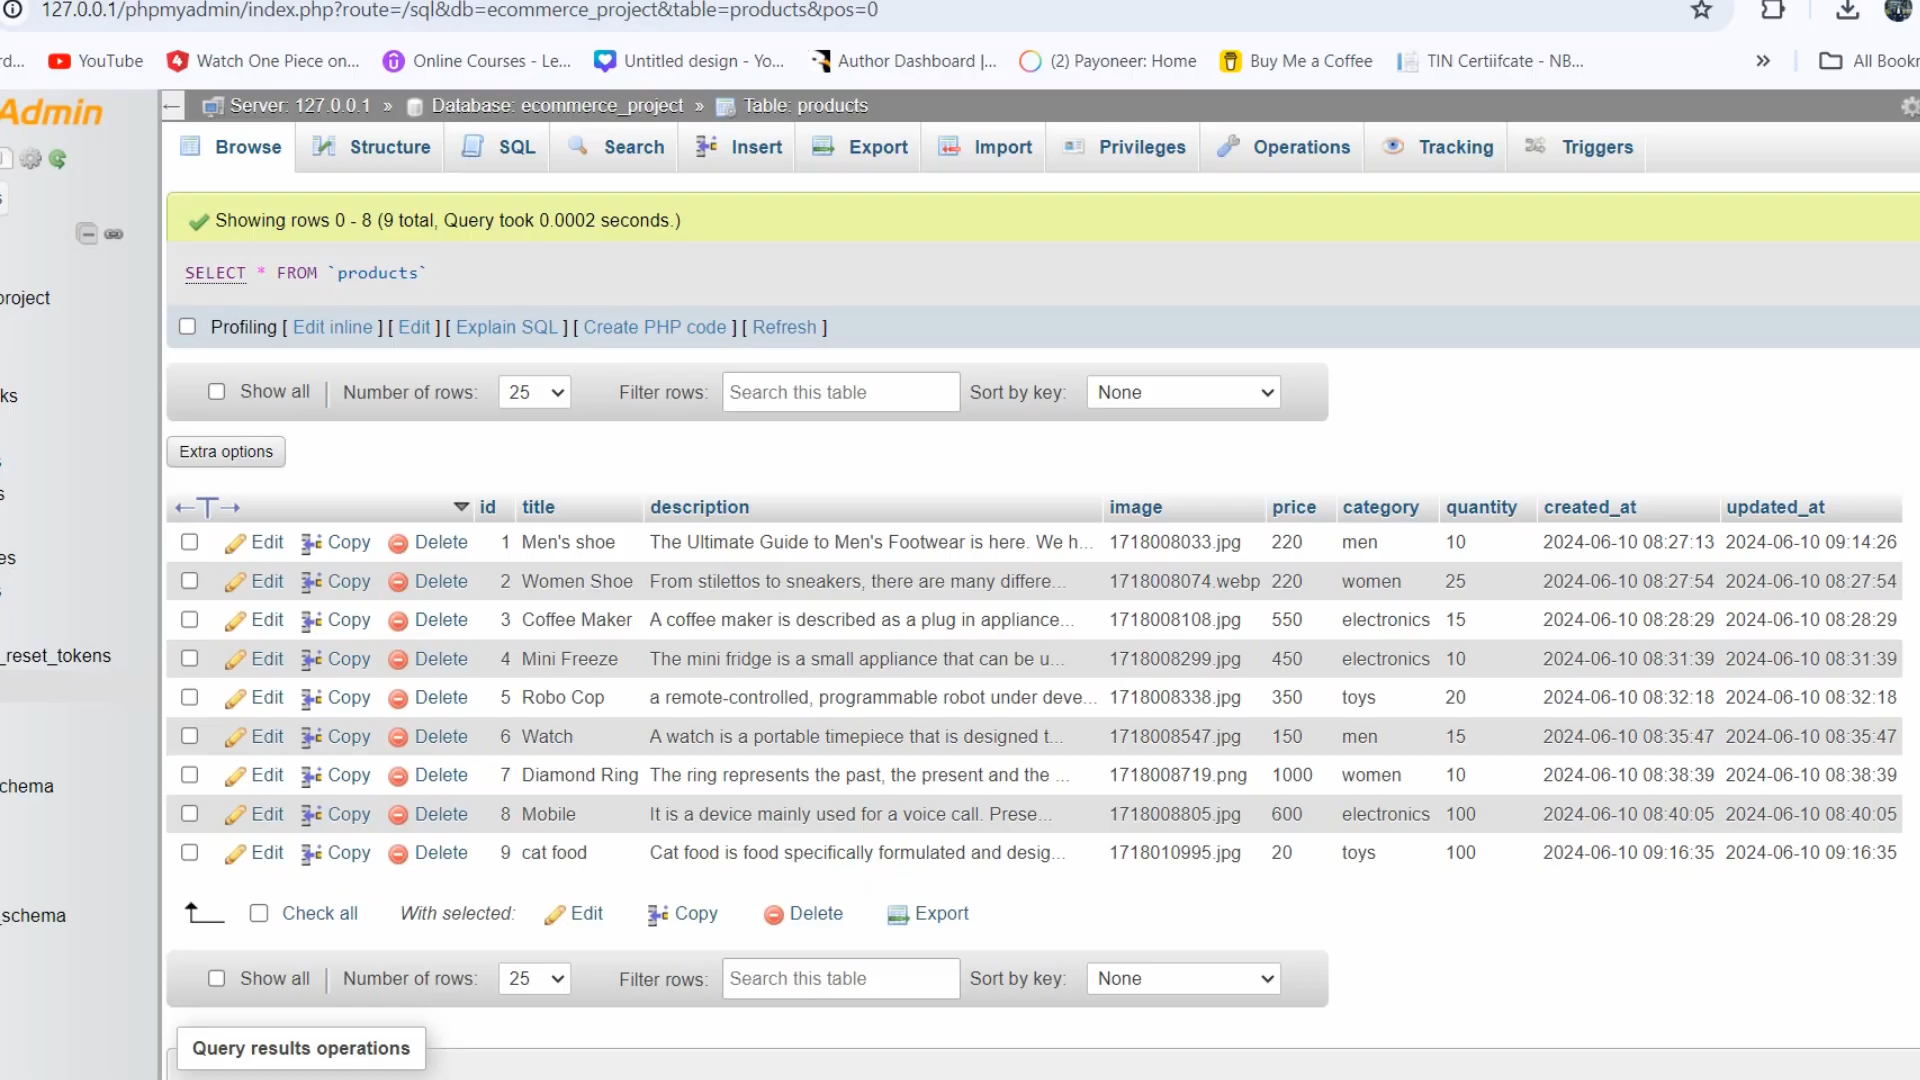 127.0.0.1/phpmyadmin/index.php?route=/sql&db=ecommerce_project&table=products&pos=0
rd... YouTube Watch One Piece on... Online Courses - Le... Untitled design - Yo... Author Dashboard |... (2) Payoneer: Home Buy Me a Coffee TIN Certiifcate - NB... » All Bookr
Admin
Server: 127.0.0.1 » Database: ecommerce_project » Table: products
Browse Structure SQL Search Insert Export Import Privileges Operations Tracking Triggers
Showing rows 0 - 8 (9 total, Query took 0.0002 seconds.)
SELECT * FROM `products`
project
Profiling [ Edit inline ] [ Edit ] [ Explain SQL ] [ Create PHP code ] [ Refresh ]
Show all | Number of rows: 25 Filter rows: Search this table Sort by key: None
ks
Extra options
←T→ id title description image price category quantity created_at updated_at
Edit Copy Delete 1 Men's shoe The Ultimate Guide to Men's Footwear is here. We h... 1718008033.jpg 220 men 10 2024-06-10 08:27:13 2024-06-10 09:14:26
es
Edit Copy Delete 2 Women Shoe From stilettos to sneakers, there are many differe... 1718008074.webp 220 women 25 2024-06-10 08:27:54 2024-06-10 08:27:54
Edit Copy Delete 3 Coffee Maker A coffee maker is described as a plug in appliance... 1718008108.jpg 550 electronics 15 2024-06-10 08:28:29 2024-06-10 08:28:29
_reset_tokens
Edit Copy Delete 4 Mini Freeze The mini fridge is a small appliance that can be u... 1718008299.jpg 450 electronics 10 2024-06-10 08:31:39 2024-06-10 08:31:39
Edit Copy Delete 5 Robo Cop a remote-controlled, programmable robot under deve... 1718008338.jpg 350 toys 20 2024-06-10 08:32:18 2024-06-10 08:32:18
Edit Copy Delete 6 Watch A watch is a portable timepiece that is designed t... 1718008547.jpg 150 men 15 2024-06-10 08:35:47 2024-06-10 08:35:47
Edit Copy Delete 7 Diamond Ring The ring represents the past, the present and the ... 1718008719.png 1000 women 10 2024-06-10 08:38:39 2024-06-10 08:38:39
chema
Edit Copy Delete 8 Mobile It is a device mainly used for a voice call. Prese... 1718008805.jpg 600 electronics 100 2024-06-10 08:40:05 2024-06-10 08:40:05
Edit Copy Delete 9 cat food Cat food is food specifically formulated and desig... 1718010995.jpg 20 toys 100 2024-06-10 09:16:35 2024-06-10 09:16:35
_schema
Check all With selected: Edit Copy Delete Export
Show all | Number of rows: 25 Filter rows: Search this table Sort by key: None
Query results operations